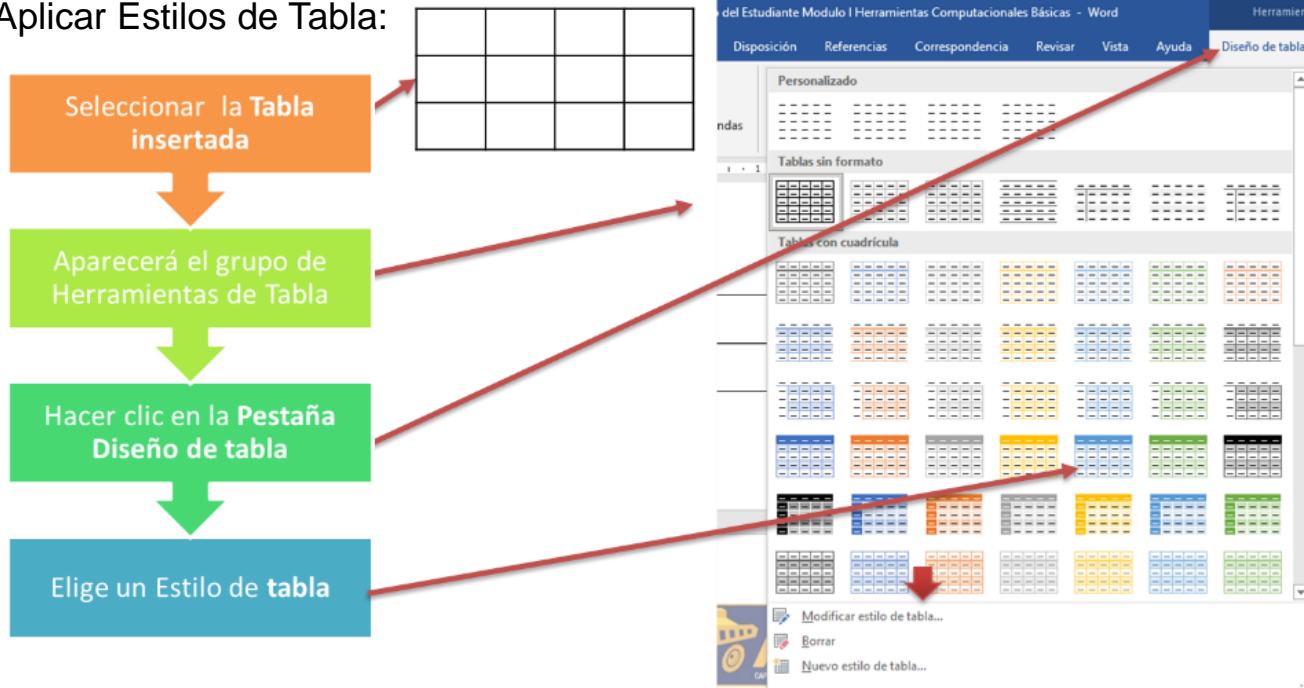 Aplicar Estilos de Tabla:
Seleccionar la Tabla
insertada
Aparecerá el grupo de
Herramientas de Tabla
Hacer clic en la Pestaña
Diseño de tabla
Elige un Estilo de tabla
del Estudiante Modulo I Herramientas Computacionales Básicas - Word
Herramien
Disposición Referencias Correspondencia Revisar Vista Ayuda Diseño de tabla
ndas
1
Personalizado
Tablas sin formato
Tablas con cuadrícula
Modificar estilo de tabla...
Borrar
Nuevo estilo de tabla...